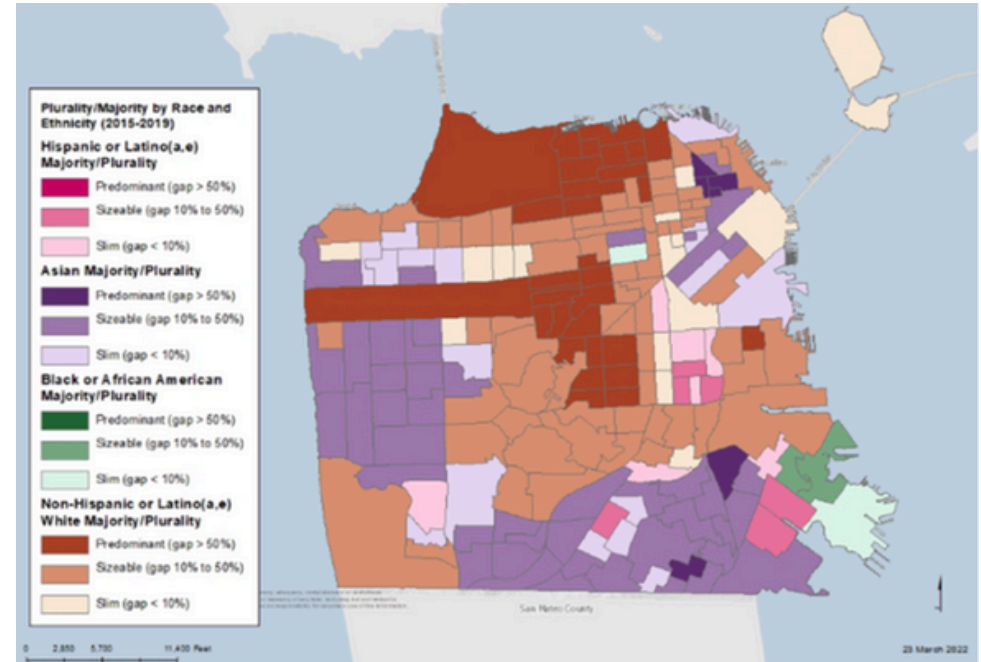 Plurality/Majority by Race and
Ethnicity (2015-2019)
Hispanic or Latino(a,e)
Majority/Plurality
Predominant (gap > 50%)
Sizeable (gap 10% to 50%)
Slim (gap < 10%)
Asian Majority/Plurality
Predominant (gap > 50%)
Sizeable (gap 10% to 50%)
Slim (gap < 10%)
Black or African American
Majority/Plurality
Predominant (gap > 50%)
Sizeable (gap 10% to 50%)
Slim (gap < 10%)
Non-Hispanic or Latino(a,e)
White Majority/Plurality
Predominant (gap > 50%)
Sizeable (gap 10% to 50%)
Slim (gap < 10%)
San Mateo County
0 2,850 5,700 11,400 Feet
23 March 2022